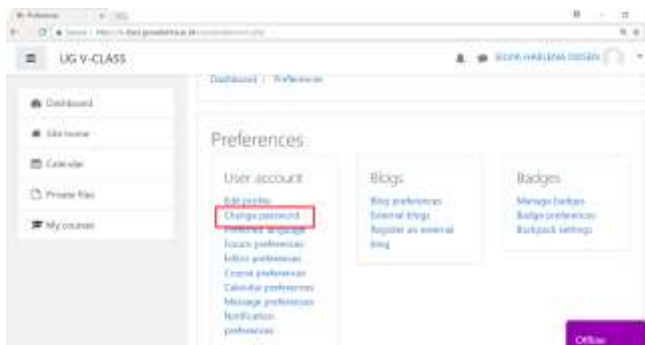 UG V-CLASS
Dashboard / Preferences
Dashboard
Site home
Calendar
Private files
My courses
Preferences
User account
Edit profile
Change password
Preferred language
Forum preferences
Editor preferences
Course preferences
Calendar preferences
Message preferences
Notification
preferences
Blogs
Blog preferences
External blogs
Register an external
blog
Badges
Manage badges
Badge preferences
Backpack settings
Offline